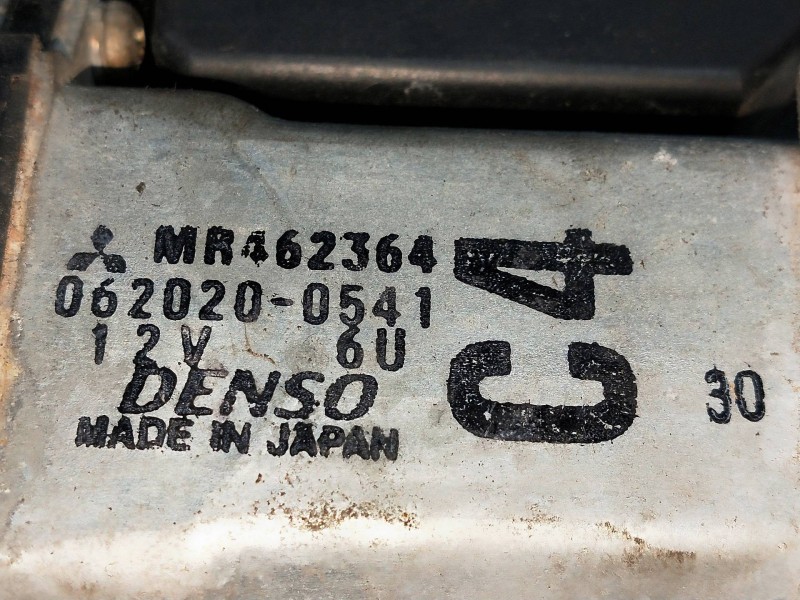 MR462364
062020-0541
12V 6U
DENSO
MADE IN JAPAN
C4
30